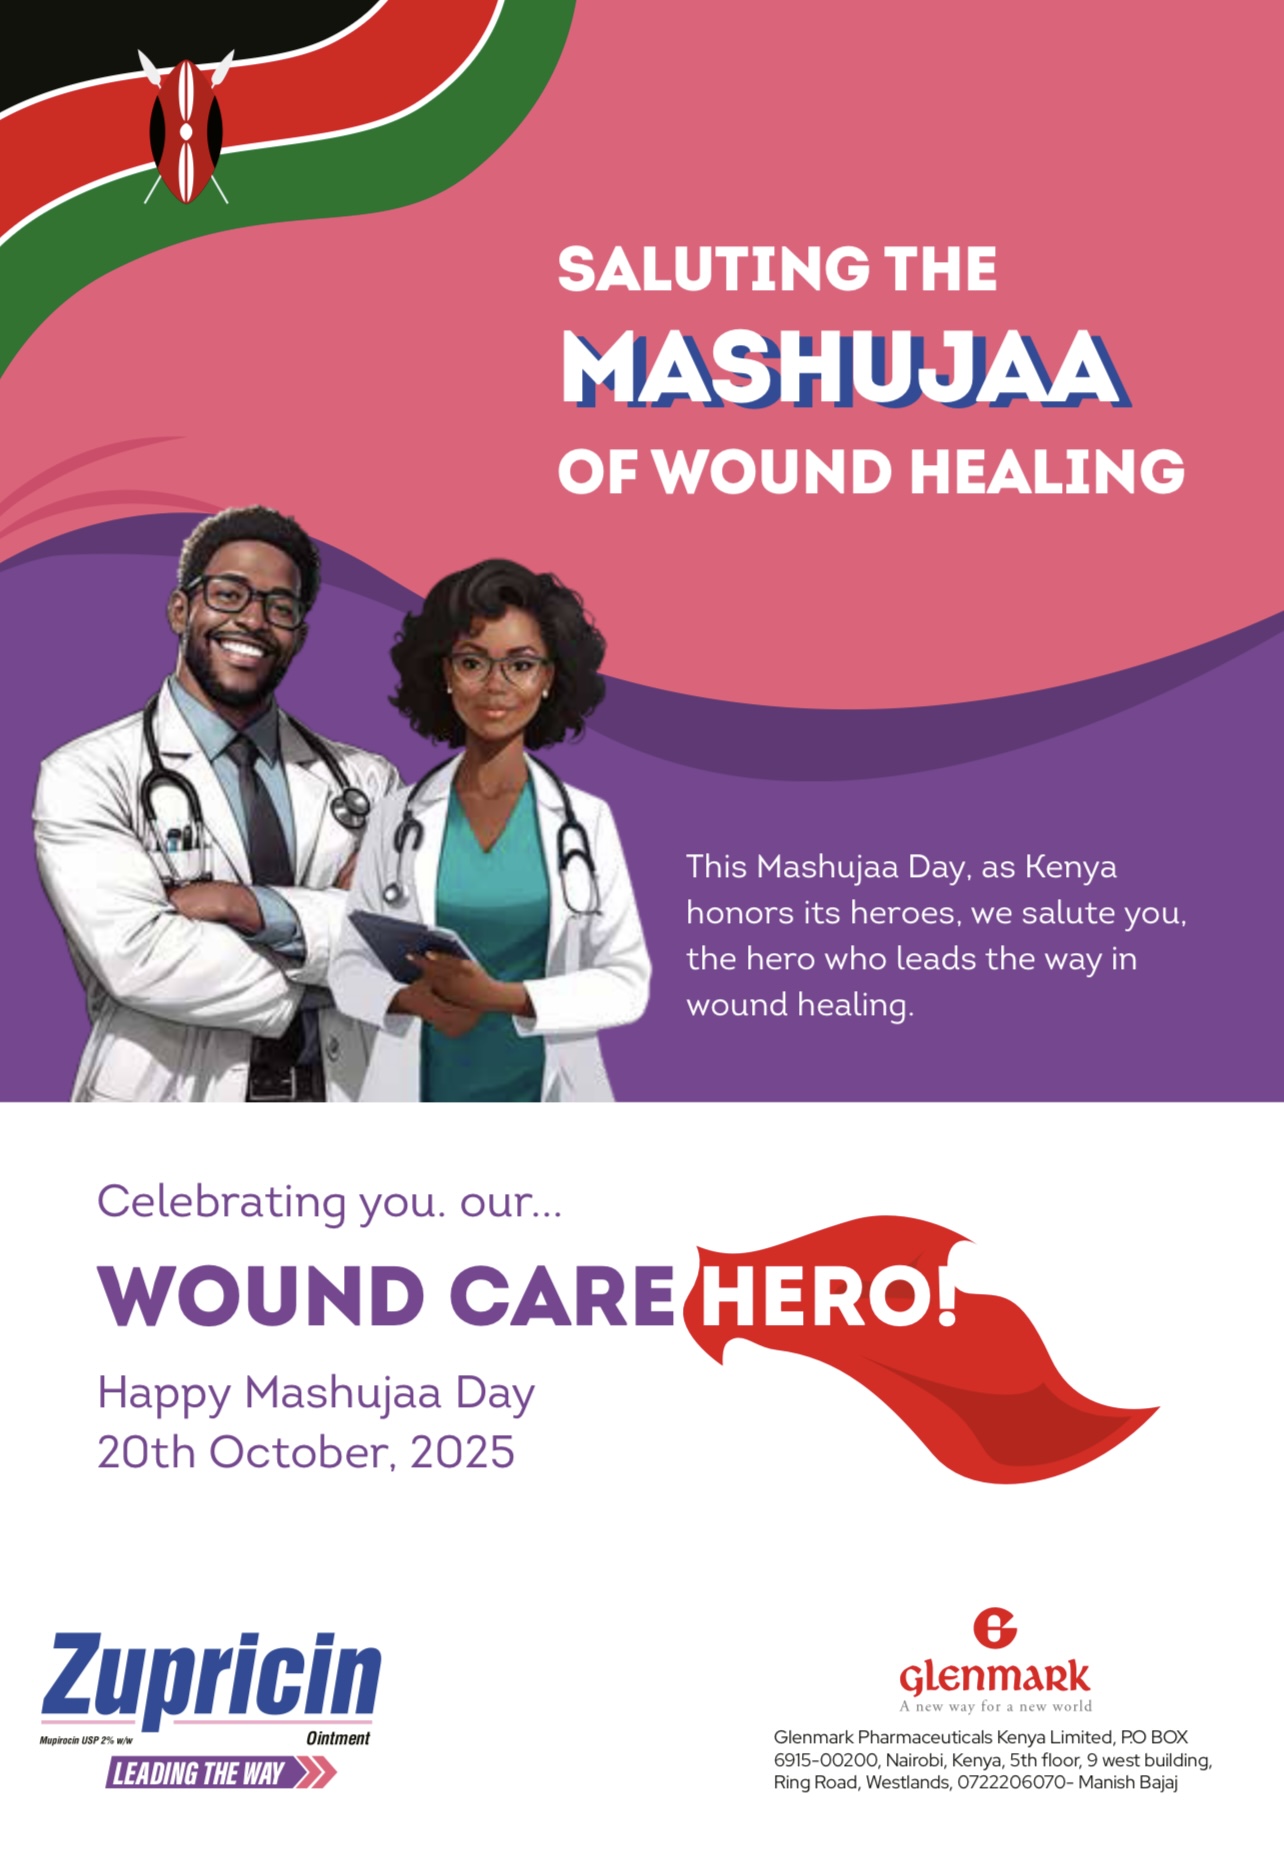 SALUTING THE
MASHUJAA
OF WOUND HEALING
This Mashujaa Day, as Kenya
honors its heroes, we salute you,
the hero who leads the way in
wound healing.
Celebrating you. our...
WOUND CARE HERO!
Happy Mashujaa Day
20th October, 2025
Zupricin
Mupirocin USP 2% w/w
Ointment
LEADING THE WAY
glenmark
A new way for a new world
Glenmark Pharmaceuticals Kenya Limited, P.O BOX
6915-00200, Nairobi, Kenya, 5th floor, 9 west building,
Ring Road, Westlands, 0722206070- Manish Bajaj